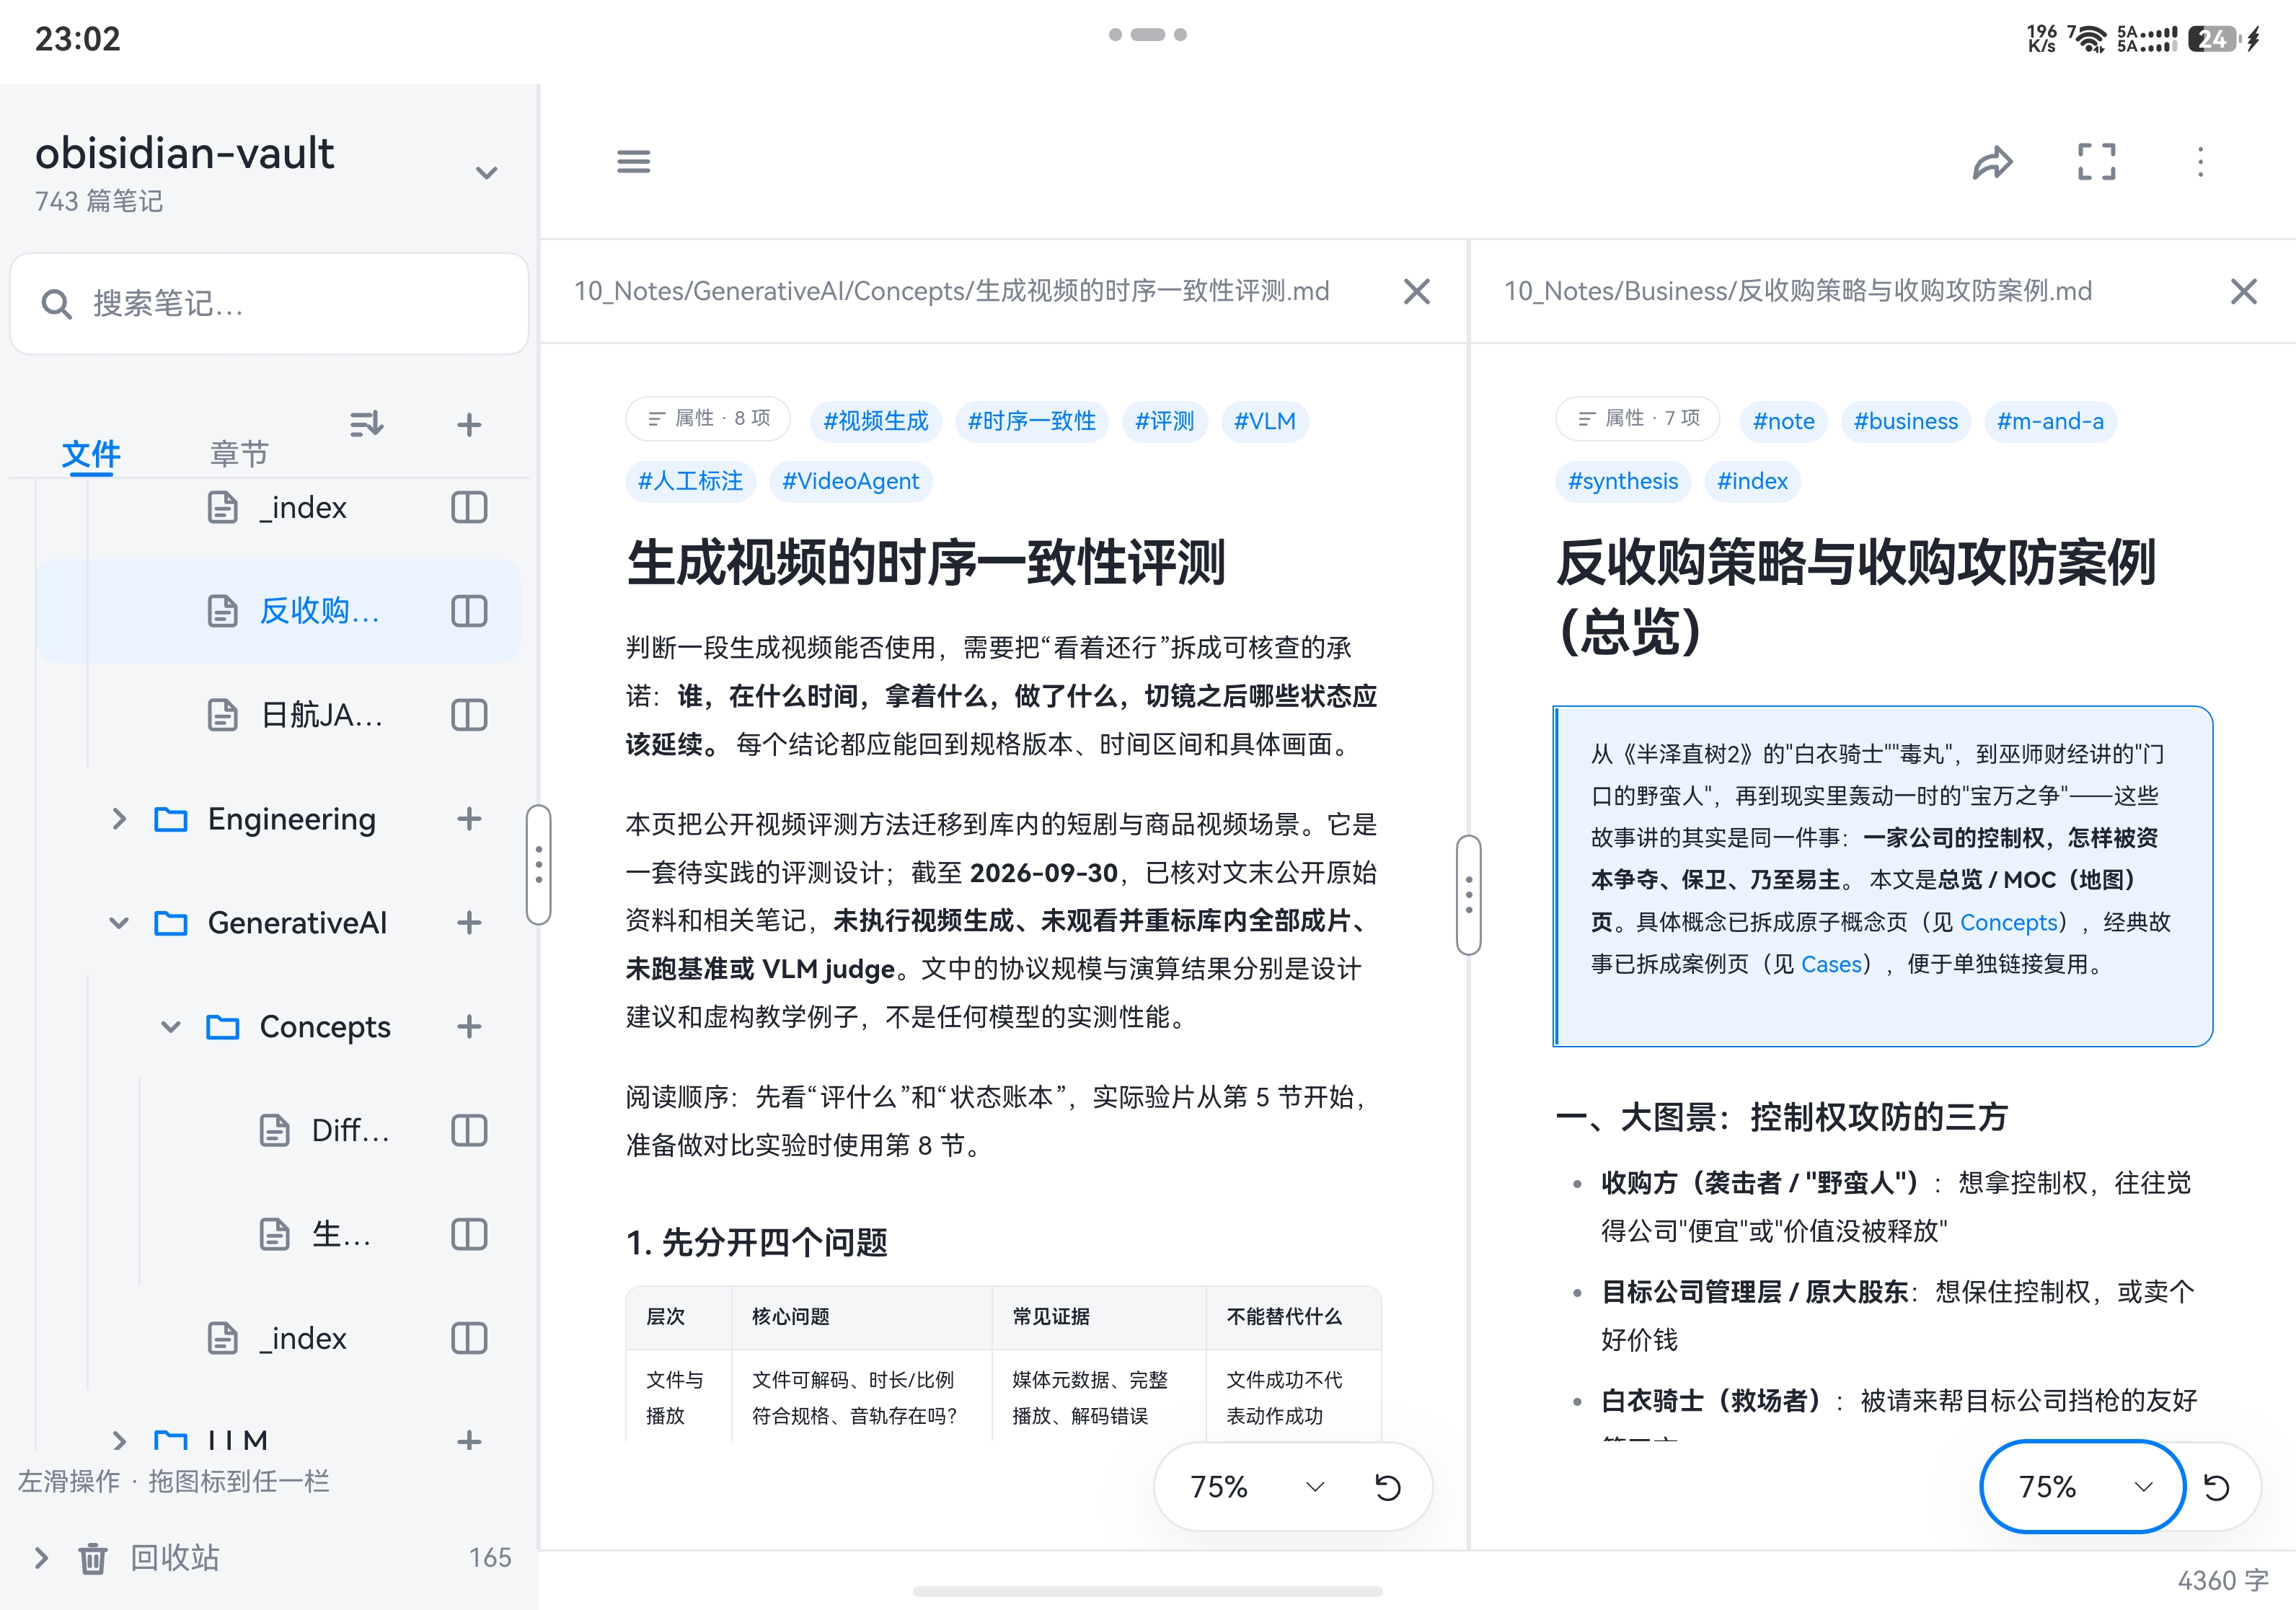 23:02
196 K/s 7 5A 5A 24
obisidian-vault
743 篇笔记
搜索笔记...
文件
章节
_index
反收购...
日航JA...
Engineering
GenerativeAI
Concepts
Diff...
生...
_index
LLM
左滑操作 · 拖图标到任一栏
回收站
165
10_Notes/GenerativeAI/Concepts/生成视频的时序一致性评测.md
属性 · 8 项 #视频生成 #时序一致性 #评测 #VLM
#人工标注 #VideoAgent
生成视频的时序一致性评测
判断一段生成视频能否使用，需要把“看着还行”拆成可核查的承
诺：谁，在什么时间，拿着什么，做了什么，切镜之后哪些状态应
该延续。 每个结论都应能回到规格版本、时间区间和具体画面。
本页把公开视频评测方法迁移到库内的短剧与商品视频场景。它是
一套待实践的评测设计；截至 2026-09-30，已核对文末公开原始
资料和相关笔记，未执行视频生成、未观看并重标库内全部成片、
未跑基准或 VLM judge。文中的协议规模与演算结果分别是设计
建议和虚构教学例子，不是任何模型的实测性能。
阅读顺序：先看“评什么”和“状态账本”，实际验片从第 5 节开始，
准备做对比实验时使用第 8 节。
1. 先分开四个问题
层次 核心问题 常见证据 不能替代什么
文件与 文件可解码、时长/比例 媒体元数据、完整 文件成功不代
播放 符合规格、音轨存在吗？ 播放、解码错误 表动作成功
75%
10_Notes/Business/反收购策略与收购攻防案例.md
属性 · 7 项 #note #business #m-and-a
#synthesis #index
反收购策略与收购攻防案例
（总览）
从《半泽直树2》的"白衣骑士""毒丸"，到巫师财经讲的"门
口的野蛮人"，再到现实里轰动一时的"宝万之争"——这些
故事讲的其实是同一件事：一家公司的控制权，怎样被资
本争夺、保卫、乃至易主。 本文是总览 / MOC（地图）
页。具体概念已拆成原子概念页（见 Concepts），经典故
事已拆成案例页（见 Cases），便于单独链接复用。
一、大图景：控制权攻防的三方
• 收购方（袭击者 / "野蛮人"）：想拿控制权，往往觉
得公司"便宜"或"价值没被释放"
• 目标公司管理层 / 原大股东：想保住控制权，或卖个
好价钱
• 白衣骑士（救场者）：被请来帮目标公司挡枪的友好
75%
4360 字